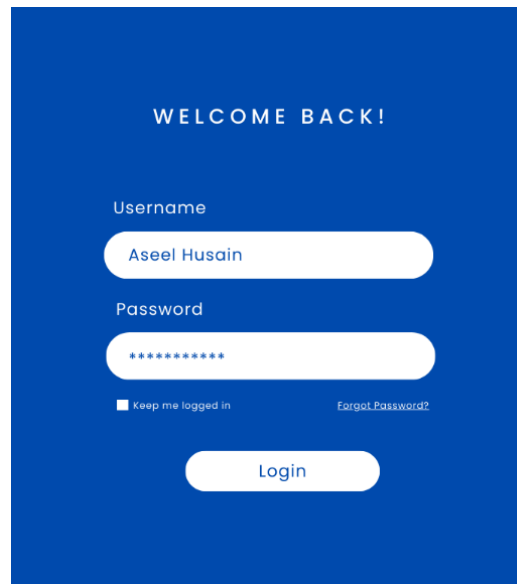 WELCOME BACK!
Username
Aseel Husain
Password
***********
Keep me logged in
Forgot Password?
Login